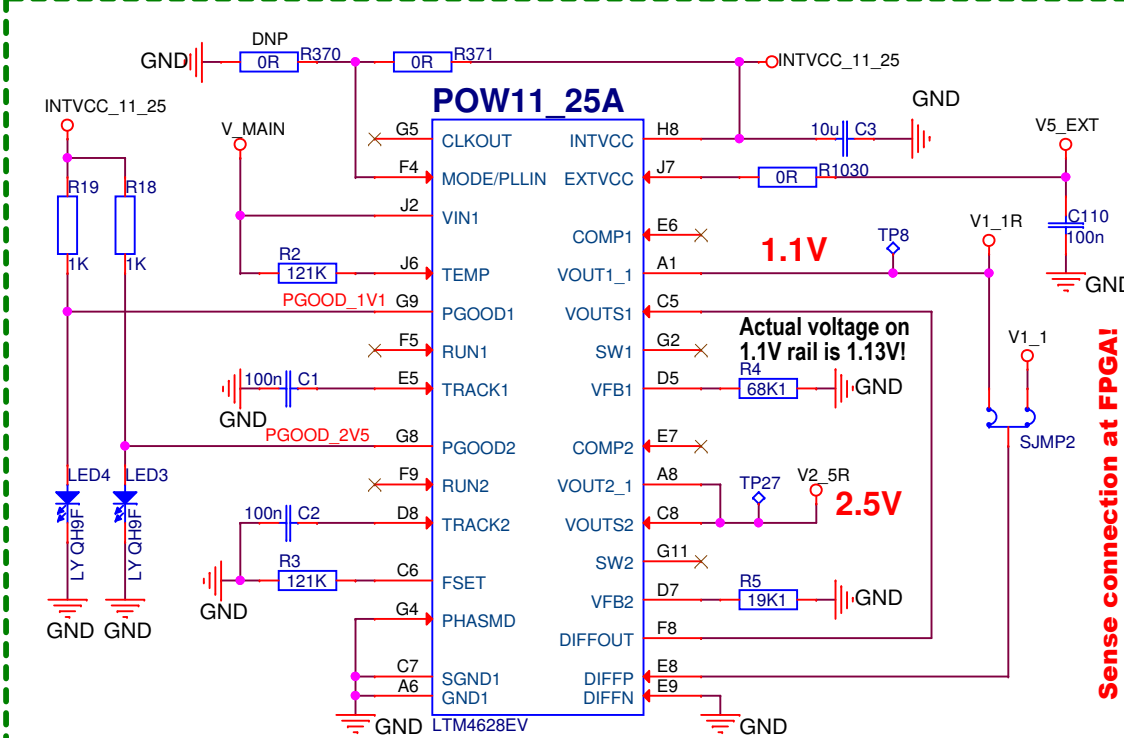 DNP
GND
0R
R370
0R
R371
INTVCC_11_25
POW11_25A
INTVCC_11_25
V_MAIN
GND
V5_EXT
G5
CLKOUT
INTVCC
H8
10u
C3
F4
MODE/PLLIN
EXTVCC
J7
0R
R1030
R19
R18
J2
VIN1
COMP1
E6
V1_1R
C110
100n
1K
1K
R2
121K
J6
TEMP
VOUT1_1
A1
1.1V
TP8
GND
PGOOD_1V1
G9
PGOOD1
VOUTS1
C5
Actual voltage on
1.1V rail is 1.13V!
F5
RUN1
SW1
G2
V1_1
100n
C1
E5
TRACK1
VFB1
D5
R4
68K1
GND
GND
PGOOD_2V5
G8
PGOOD2
COMP2
E7
SJMP2
LED4
LED3
F9
RUN2
VOUT2_1
A8
TP27
V2_5R
2.5V
LY QH9F
LY QH9F
100n
C2
D8
TRACK2
VOUTS2
C8
SW2
G11
R3
121K
C6
FSET
VFB2
D7
R5
19K1
GND
GND
G4
PHASMD
DIFFOUT
F8
GND
GND
C7
SGND1
DIFFP
E8
A6
GND1
DIFFN
E9
GND
LTM4628EV
GND
Sense connection at FPGA!